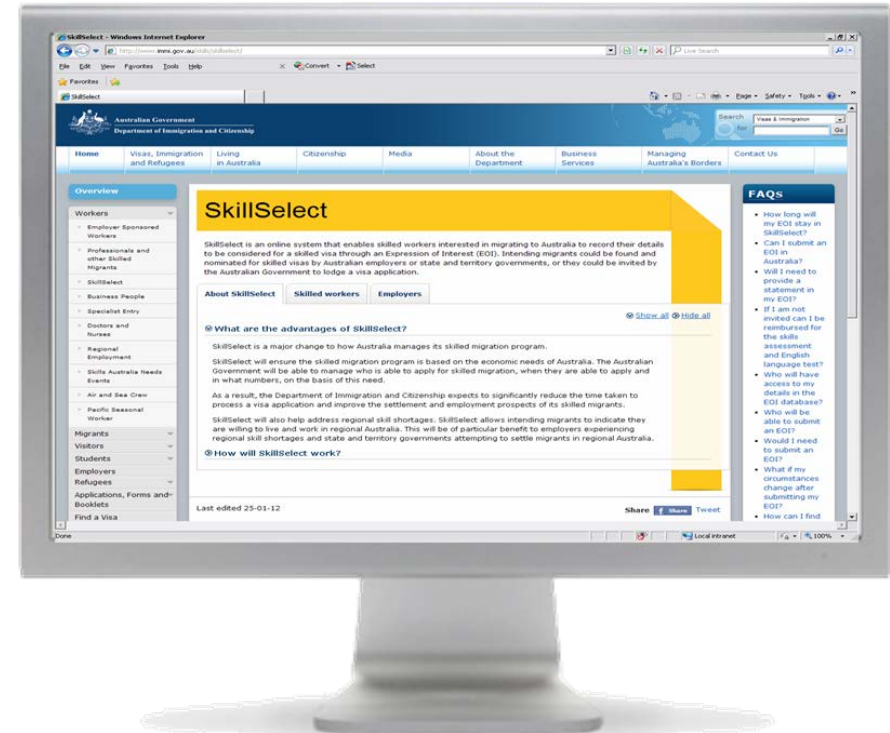 SkillSelect - Windows Internet Explorer
http://www.immi.gov.au/skills/skillselect/
Live Search
File Edit View Favorites Tools Help
Convert Select
Favorites
SkillSelect
Page Safety Tools
Australian Government
Department of Immigration and Citizenship
Search Visas & Immigration
for Go
Home
Visas, Immigration
and Refugees
Living
in Australia
Citizenship
Media
About the
Department
Business
Services
Managing
Australia's Borders
Contact Us
Overview
Workers
Employer Sponsored
Workers
Professionals and
other Skilled
Migrants
SkillSelect
Business People
Specialist Entry
Doctors and
Nurses
Regional
Employment
Skills Australia Needs
Events
Air and Sea Crew
Pacific Seasonal
Worker
Migrants
Visitors
Students
Employers
Refugees
Applications, Forms and
Booklets
Find a Visa
SkillSelect
SkillSelect is an online system that enables skilled workers interested in migrating to Australia to record their details
to be considered for a skilled visa through an Expression of Interest (EOI). Intending migrants could be found and
nominated for skilled visas by Australian employers or state and territory governments, or they could be invited by
the Australian Government to lodge a visa application.
About SkillSelect
Skilled workers
Employers
Show all Hide all
What are the advantages of SkillSelect?
SkillSelect is a major change to how Australia manages its skilled migration program.
SkillSelect will ensure the skilled migration program is based on the economic needs of Australia. The Australian
Government will be able to manage who is able to apply for skilled migration, when they are able to apply and
in what numbers, on the basis of this need.
As a result, the Department of Immigration and Citizenship expects to significantly reduce the time taken to
process a visa application and improve the settlement and employment prospects of its skilled migrants.
SkillSelect will also help address regional skill shortages. SkillSelect allows intending migrants to indicate they
are willing to live and work in regional Australia. This will be of particular benefit to employers experiencing
regional skill shortages and state and territory governments attempting to settle migrants in regional Australia.
How will SkillSelect work?
Last edited 25-01-12
Share Share Tweet
FAQs
How long will
my EOI stay in
SkillSelect?
Can I submit an
EOI in
Australia?
Will I need to
provide a
statement in
my EOI?
If I am not
invited can I be
reimbursed for
the skills
assessment
and English
language test?
Who will have
access to my
details in the
EOI database?
Who will be
able to submit
an EOI?
Would I need
to submit an
EOI?
What if my
circumstances
change after
submitting my
EOI?
How can I find
Done
Local intranet
100%